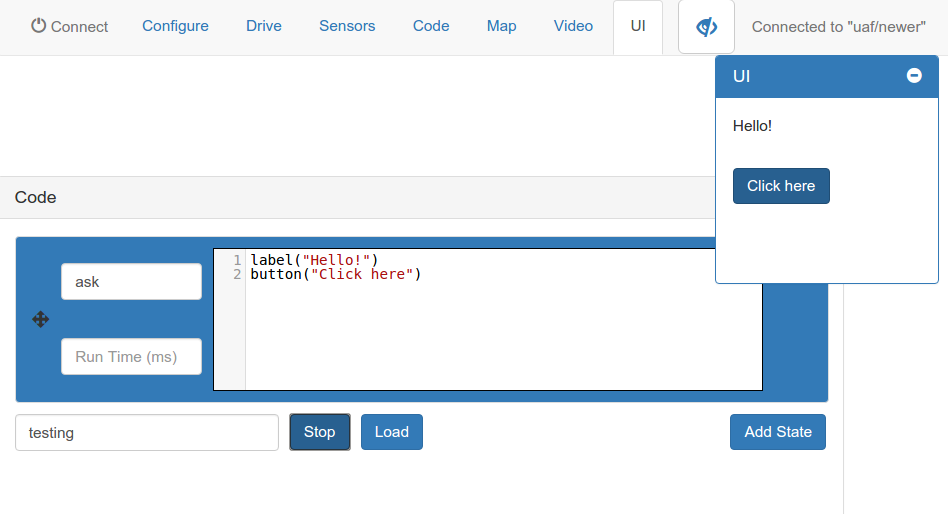 Connect Configure Drive Sensors Code Map Video UI Connected to "uaf/newer"
UI
Hello!
Click here
Code
ask
Run Time (ms)
1 label("Hello!")
2 button("Click here")
testing Stop Load Add State